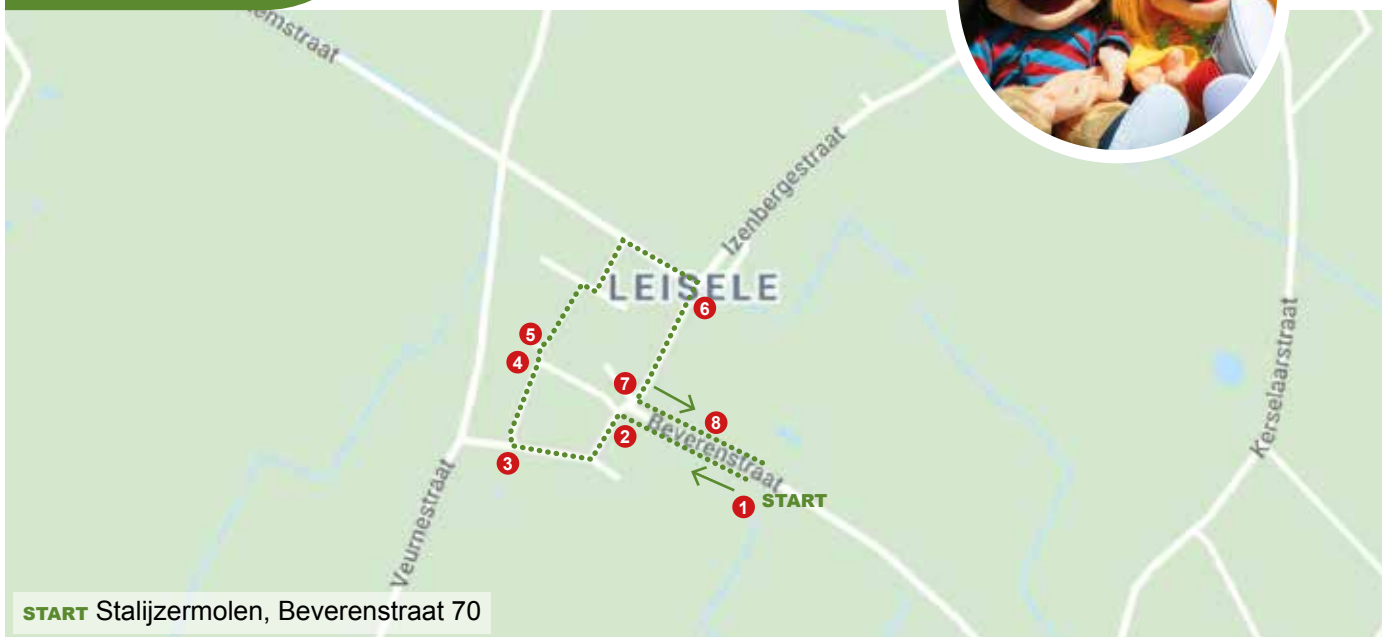 emstraat
Izenbergestraat
LEISELE
6
5
4
7
8
Beverenstraat
2
3
1 START
Veurnestraat
Kerselaarstraat
START Stalijzermolen, Beverenstraat 70